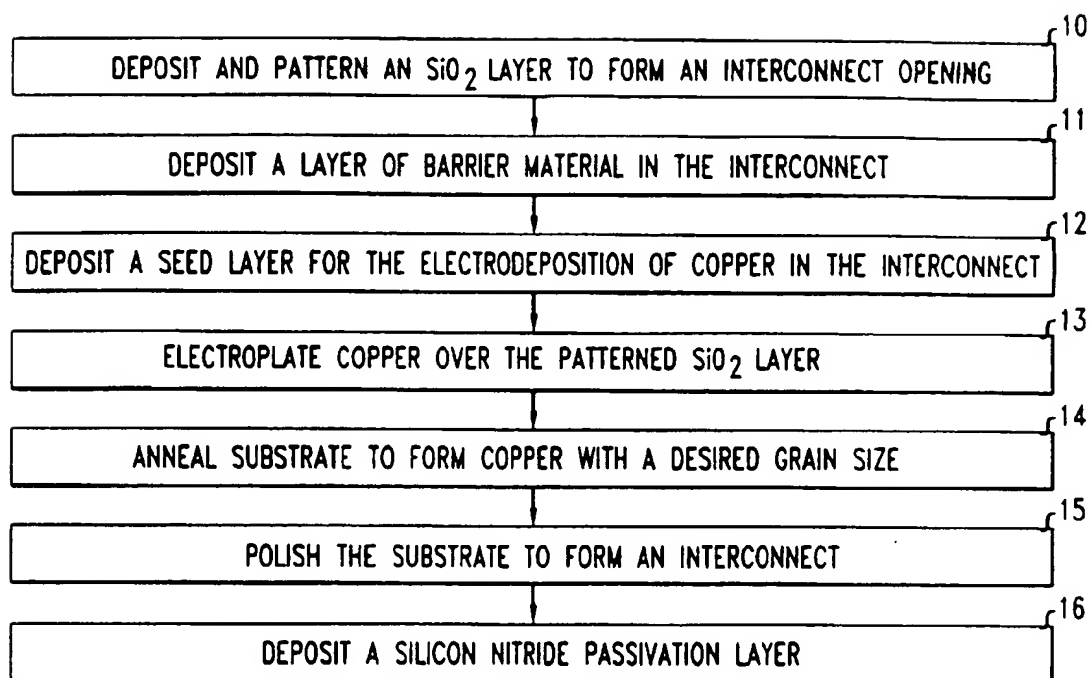 10
DEPOSIT AND PATTERN AN SiO2 LAYER TO FORM AN INTERCONNECT OPENING
11
DEPOSIT A LAYER OF BARRIER MATERIAL IN THE INTERCONNECT
12
DEPOSIT A SEED LAYER FOR THE ELECTRODEPOSITION OF COPPER IN THE INTERCONNECT
13
ELECTROPLATE COPPER OVER THE PATTERNED SiO2 LAYER
14
ANNEAL SUBSTRATE TO FORM COPPER WITH A DESIRED GRAIN SIZE
15
POLISH THE SUBSTRATE TO FORM AN INTERCONNECT
16
DEPOSIT A SILICON NITRIDE PASSIVATION LAYER